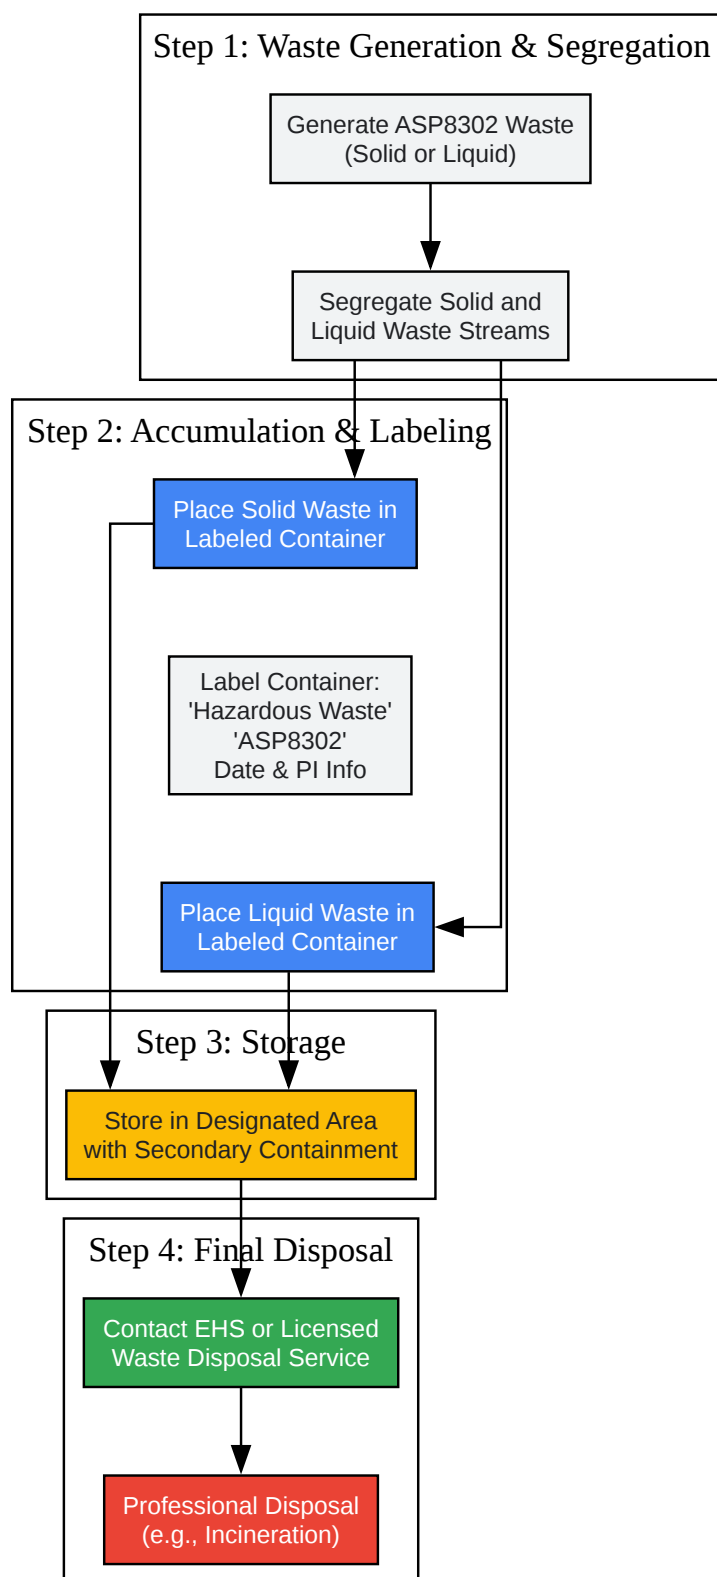 Step 1: Waste Generation & Segregation
Generate ASP8302 Waste
(Solid or Liquid)
Segregate Solid and
Liquid Waste Streams
Step 2: Accumulation & Labeling
Place Solid Waste in
Labeled Container
Label Container:
'Hazardous Waste'
'ASP8302'
Date & PI Info
Place Liquid Waste in
Labeled Container
Step 3: Storage
Store in Designated Area
with Secondary Containment
Step 4: Final Disposal
Contact EHS or Licensed
Waste Disposal Service
Professional Disposal
(e.g., Incineration)